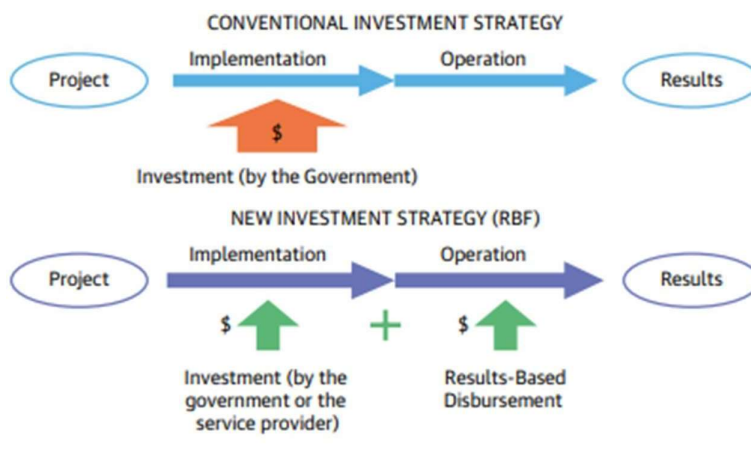 CONVENTIONAL INVESTMENT STRATEGY
Implementation
Operation
Project
Results
$
Investment (by the Government)
NEW INVESTMENT STRATEGY (RBF)
Implementation
Operation
Project
Results
$
+
$
Investment (by the
government or the
service provider)
Results-Based
Disbursement